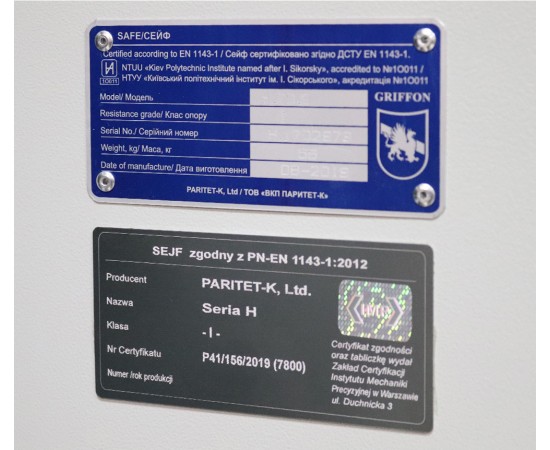 SAFE/СЕЙФ
Certified according to EN 1143-1 / Сейф сертифіковано згідно ДСТУ EN 1143-1.
NTUU «Kiev Polytechnic Institute named after I. Sikorsky», accredited to №1O011 /
НТУУ «Київський політехнічний інститут ім. І. Сікорського», акредитація №1O011
1O011
Model/ Модель
GRIFFON
Resistance grade/ Клас опору
Serial No./ Серійний номер
Weight, kg/ Маса, кг
Date of manufacture/ Дата виготовлення
PARITET-K, Ltd / ТОВ «ВКП ПАРИТЕТ-К»
SEJF zgodny z PN-EN 1143-1:2012
Producent PARITET-K, Ltd.
Nazwa Seria H
Klasa - I -
Nr Certyfikatu P41/156/2019 (7800)
Numer /rok produkcji
Certyfikat zgodności
oraz tabliczkę wydał
Zakład Certyfikacji
Instytutu Mechaniki
Precyzyjnej w Warszawie
ul. Duchnicka 3